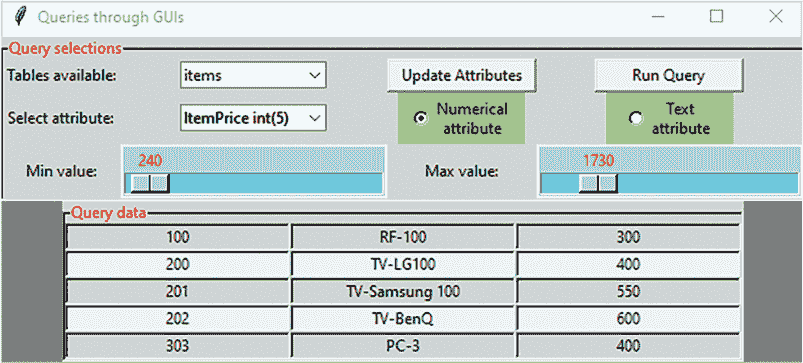 Queries through GUIs
Query selections
Tables available: items Update Attributes Run Query
Select attribute: ItemPrice int(5) Numerical attribute Text attribute
Min value: 240 Max value: 1730
Query data
100 RF-100 300
200 TV-LG100 400
201 TV-Samsung 100 550
202 TV-BenQ 600
303 PC-3 400